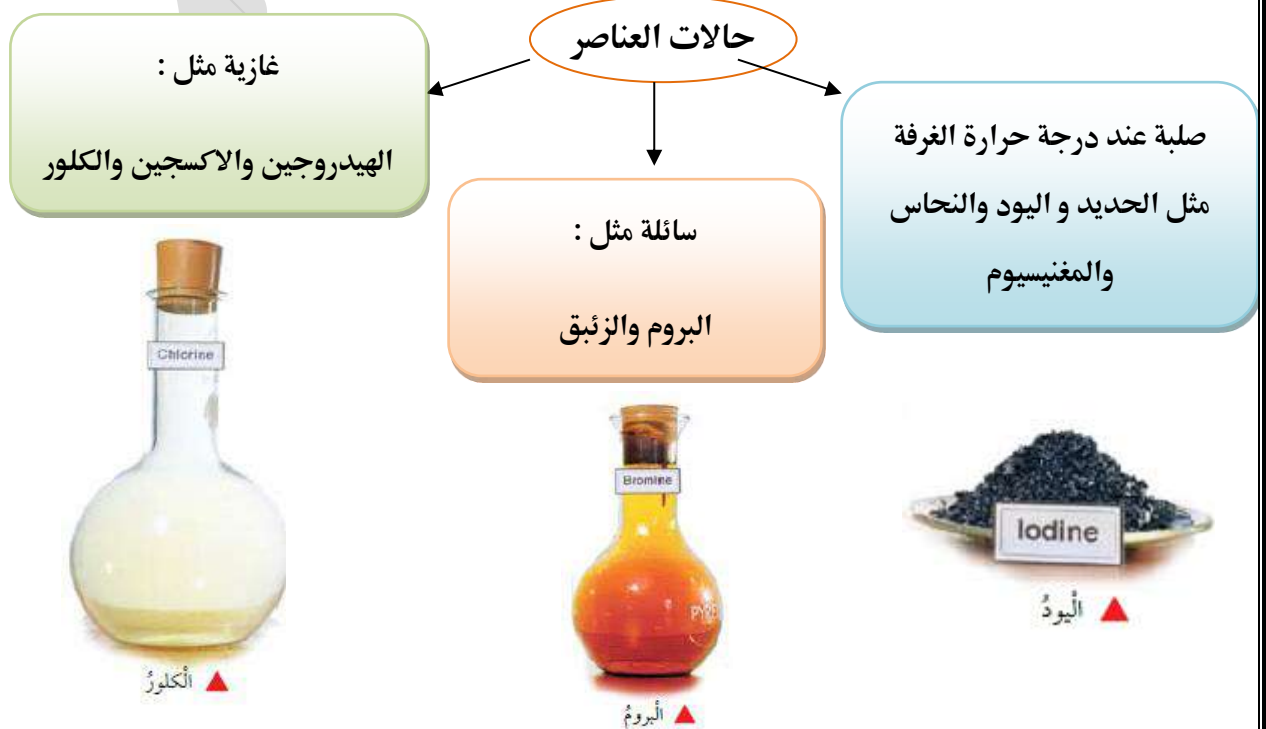 حالات العناصر
صلبة عند درجة حرارة الغرفة
مثل الحديد و اليود والنحاس
والمغنيسيوم
سائلة مثل :
البروم والزئبق
غازية مثل :
الهيدروجين والاكسجين والكلور
Iodine
الْيودُ
Bromine
PYRE
الْبرومُ
Chlorine
الْكلورُ